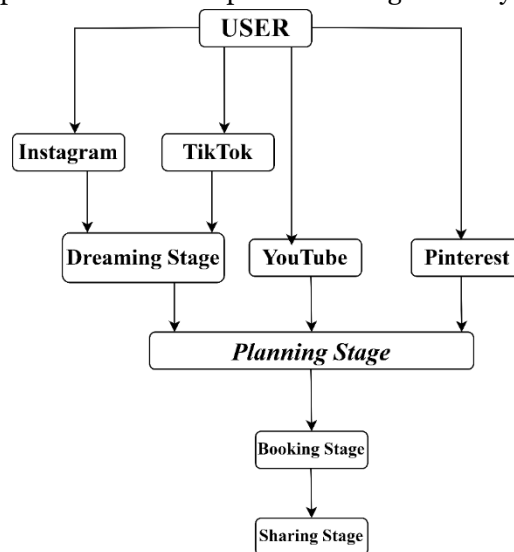 USER
Instagram
TikTok
Dreaming Stage
YouTube
Pinterest
Planning Stage
Booking Stage
Sharing Stage